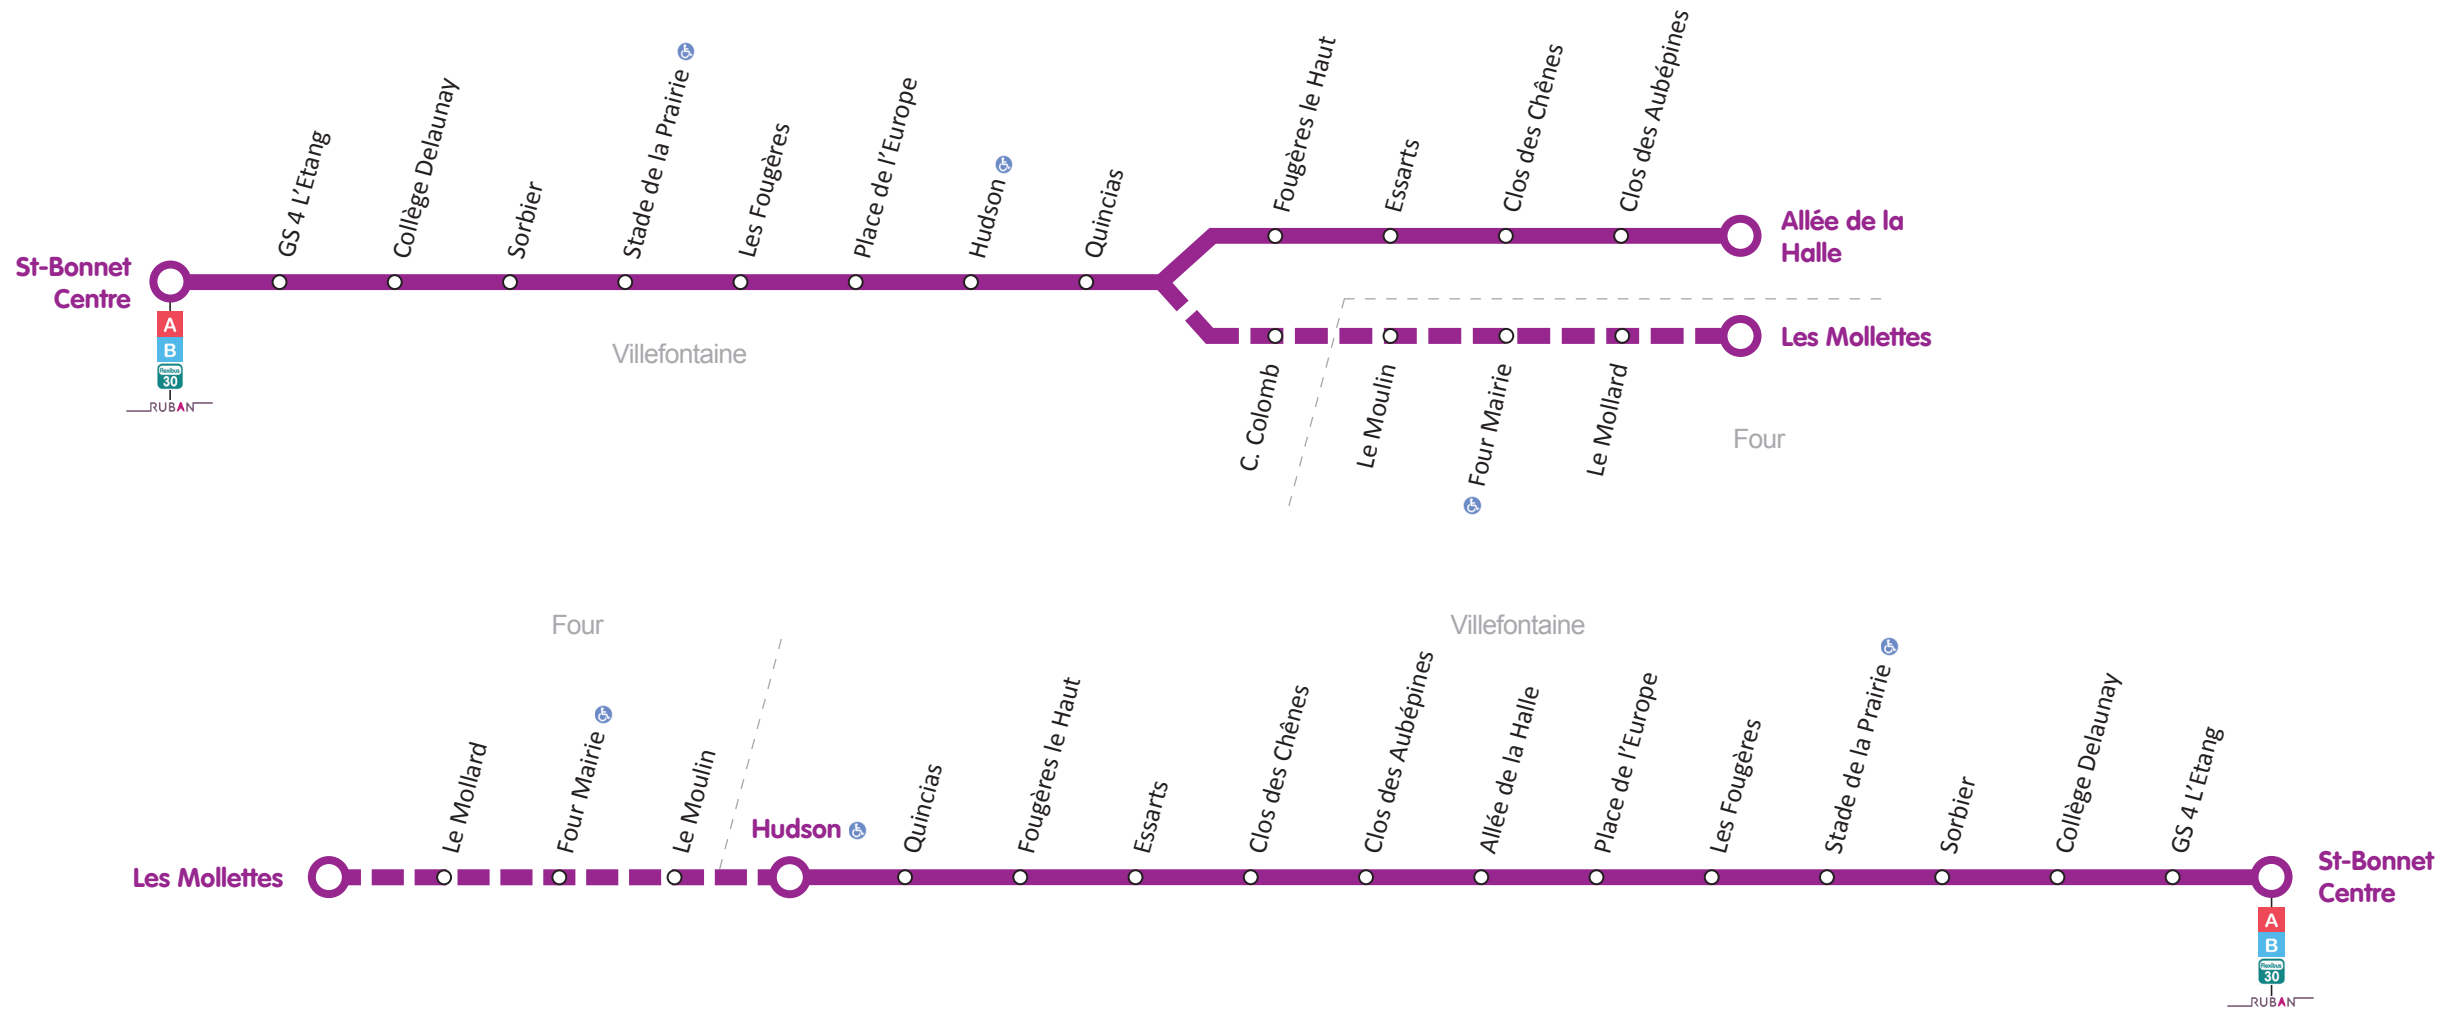 St-Bonnet
Centre
A
B
Flexibus
30
RUBAN
GS 4 L'Etang
Collège Delaunay
Sorbier
Stade de la Prairie
Les Fougères
Place de l'Europe
Hudson
Quincias
Fougères le Haut
Essarts
Clos des Chênes
Clos des Aubépines
Allée de la
Halle
Villefontaine
C. Colomb
Le Moulin
Four Mairie
Le Mollard
Les Mollettes
Four
Four
Villefontaine
Les Mollettes
Le Mollard
Four Mairie
Le Moulin
Hudson
Quincias
Fougères le Haut
Essarts
Clos des Chênes
Clos des Aubépines
Allée de la Halle
Place de l'Europe
Les Fougères
Stade de la Prairie
Sorbier
Collège Delaunay
GS 4 L'Etang
St-Bonnet
Centre
A
B
Flexibus
30
RUBAN